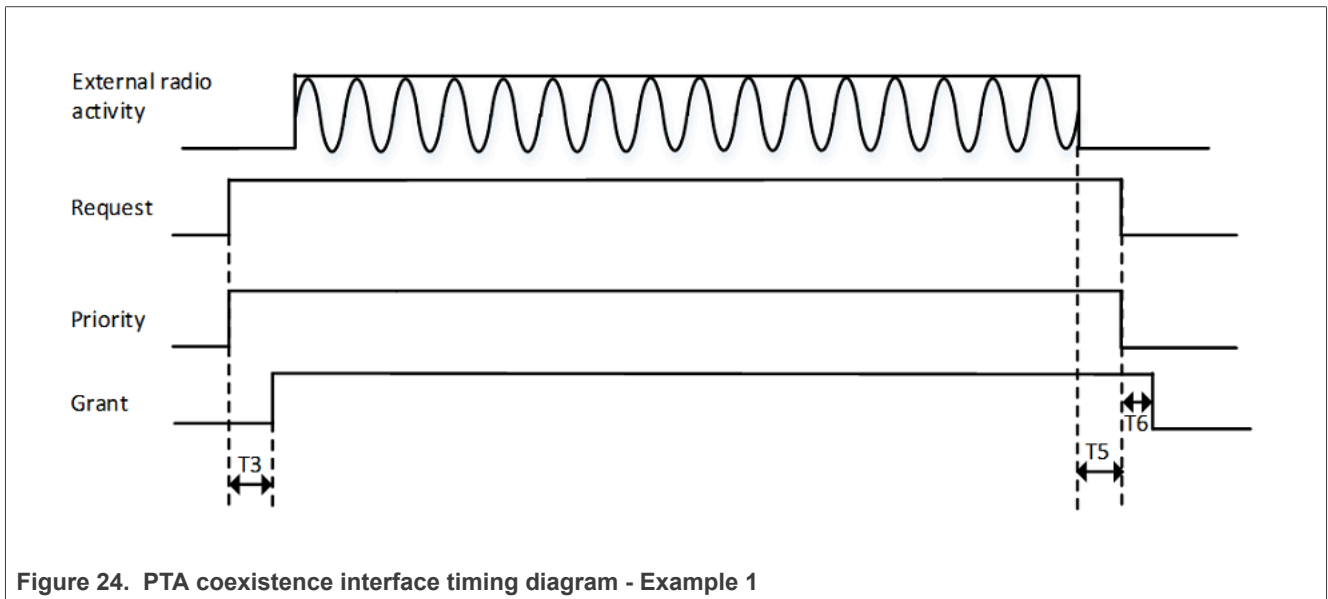 External radio
activity
Request
Priority
Grant
T3
T6
T5
Figure 24. PTA coexistence interface timing diagram - Example 1